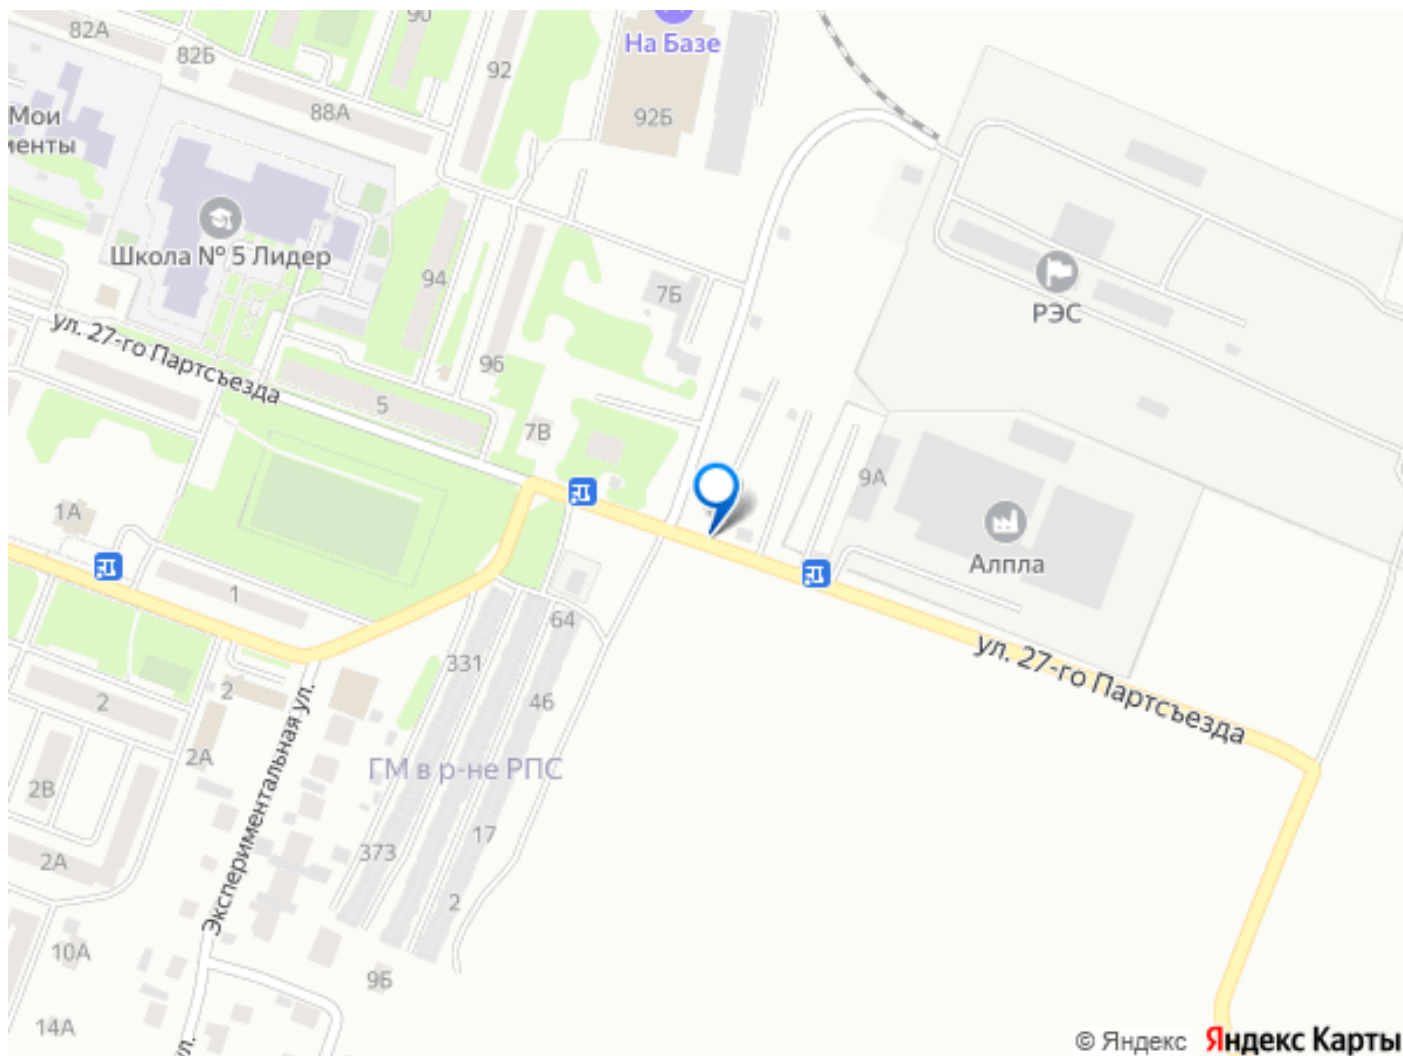 82А
90
На Базе
82Б
92
88А
92Б
Мои
менты
Школа № 5 Лидер
94
7Б
РЭС
ул. 27-го Партсъезда
96
5
7В
9А
1А
Алпла
1
64
331
ул. 27-го Партсъезда
2
2
46
2А
ГМ в р-не РПС
2В
Экспериментальная ул.
17
373
2А
2
10А
9Б
14А
ул.
© Яндекс
Яндекс Карты